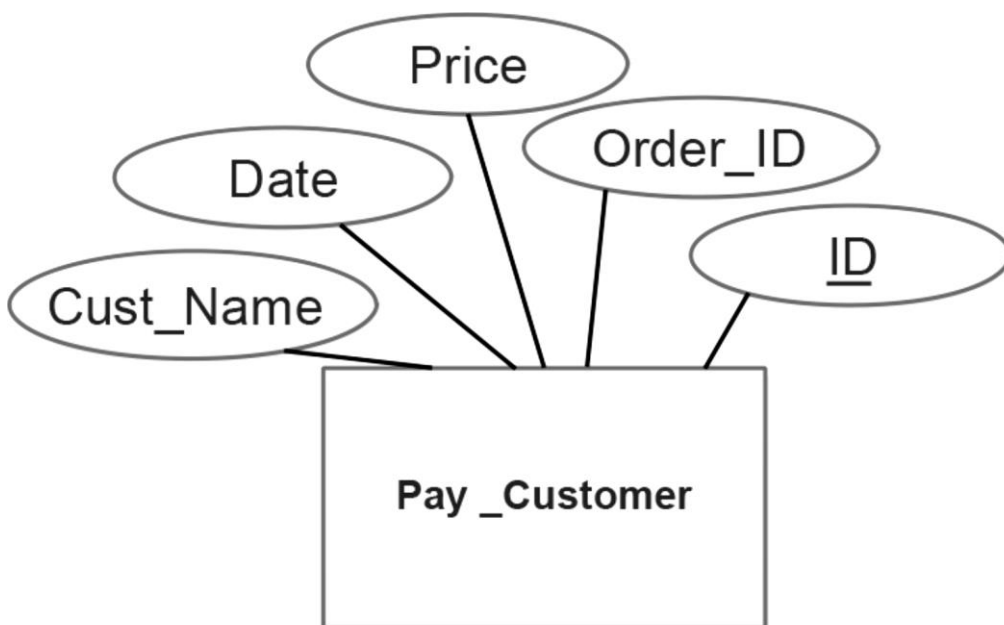 Price
Order_ID
Date
ID
Cust_Name
Pay _Customer